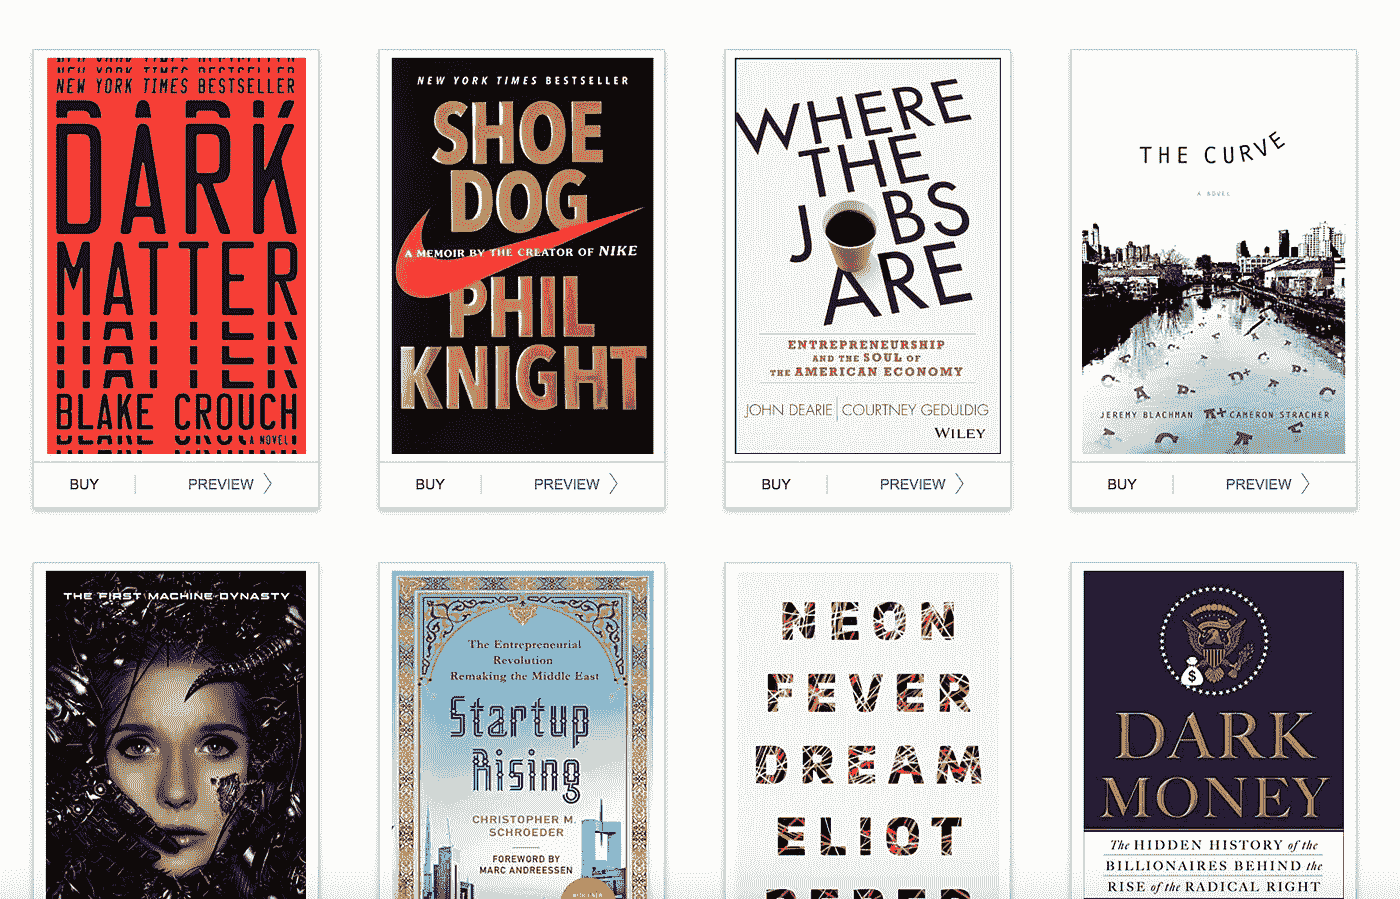 NEW YORK TIMES BESTSELLER
DARK
MATTER
BLAKE CROUCH
A NOVEL
BUY
PREVIEW
NEW YORK TIMES BESTSELLER
SHOE
DOG
A MEMOIR BY THE CREATOR OF NIKE
PHIL
KNIGHT
BUY
PREVIEW
WHERE
THE
JOBS
ARE
ENTREPRENEURSHIP
AND THE SOUL OF
THE AMERICAN ECONOMY
JOHN DEARIE | COURTNEY GEDULDIG
WILEY
BUY
PREVIEW
THE CURVE
A NOVEL
JEREMY BLACHMAN
CAMERON STRACHER
BUY
PREVIEW
THE FIRST MACHINE DYNASTY
The Entrepreneurial
Revolution
Remaking the Middle East
Startup
Rising
CHRISTOPHER M.
SCHROEDER
FOREWORD BY
MARC ANDREESSEN
NEON
FEVER
DREAM
ELIOT
DARK
MONEY
The HIDDEN HISTORY of the
BILLIONAIRES BEHIND the
RISE of the RADICAL RIGHT